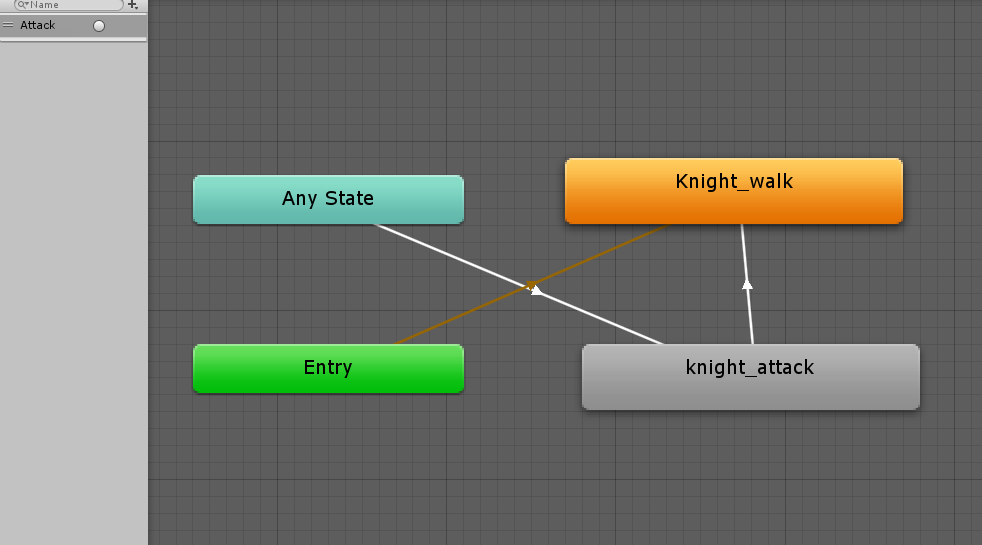 Name
Attack
Any State
Knight_walk
Entry
knight_attack